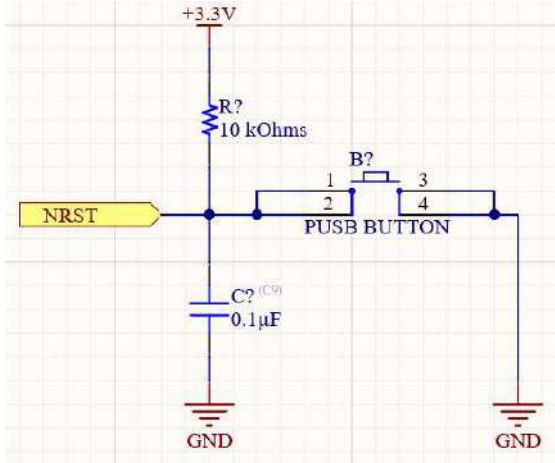 +3.3V
R?
10 kOhms
B?
1
3
NRST
2
4
PUSB BUTTON
C? (C9)
0.1µF
GND
GND